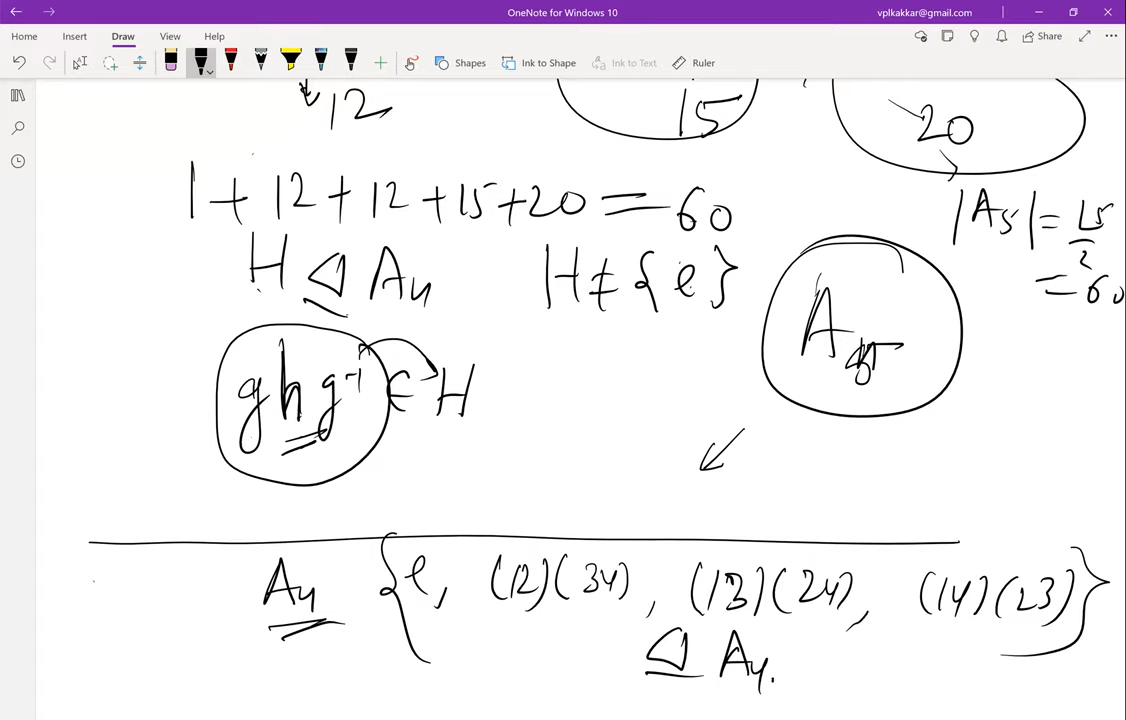 OneNote for Windows 10
vplkakkar@gmail.com
Home Insert Draw View Help
Share
Shapes Ink to Shape Ink to Text Ruler
12
15
20
1 + 12 + 12 + 15 + 20 = 60
|A5| = 15/2
= 60
H ⊴ A4 H ≠ {e}
A5
ghg⁻¹ ∈ H
A4 {e, (12)(34), (13)(24), (14)(23)}
⊴ A4.